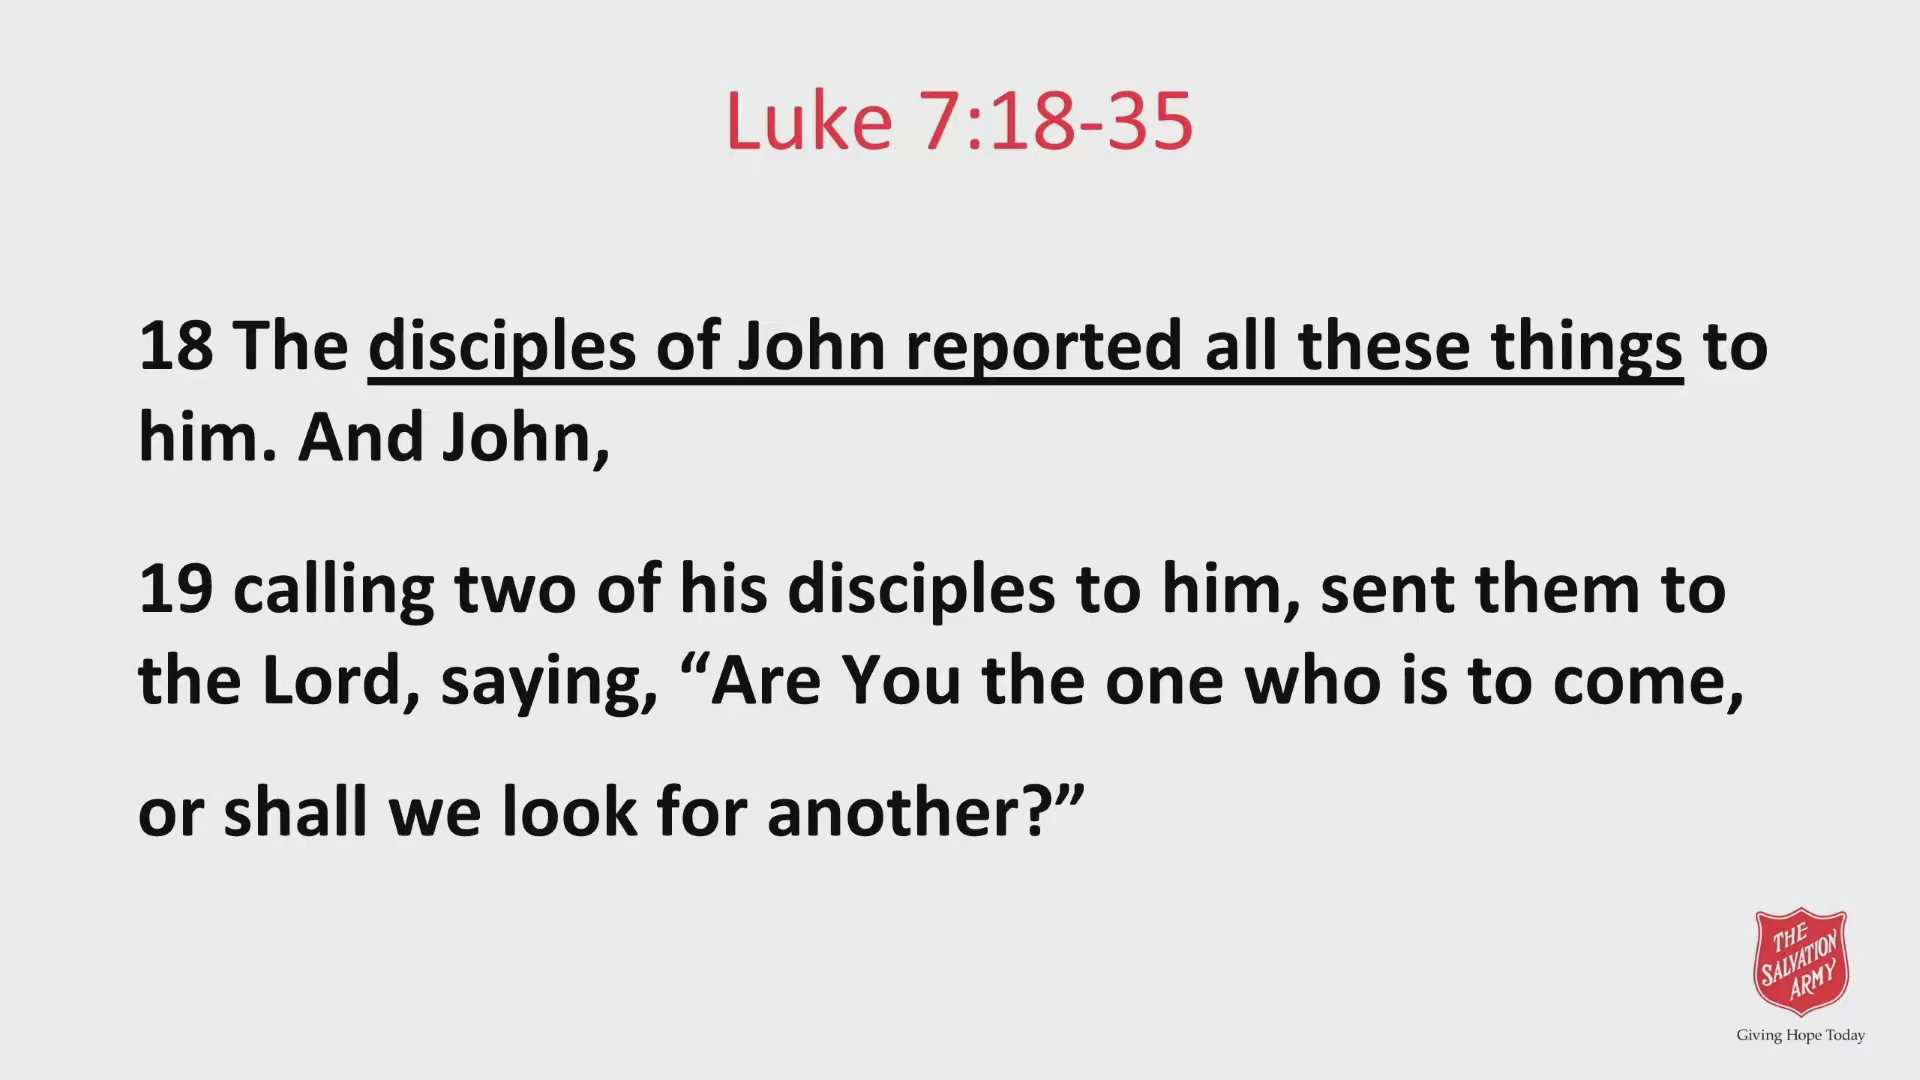 Luke 7:18-35
18 The disciples of John reported all these things to
him. And John,
19 calling two of his disciples to him, sent them to
the Lord, saying, “Are You the one who is to come,
or shall we look for another?”
THE
SALVATION
ARMY
Giving Hope Today